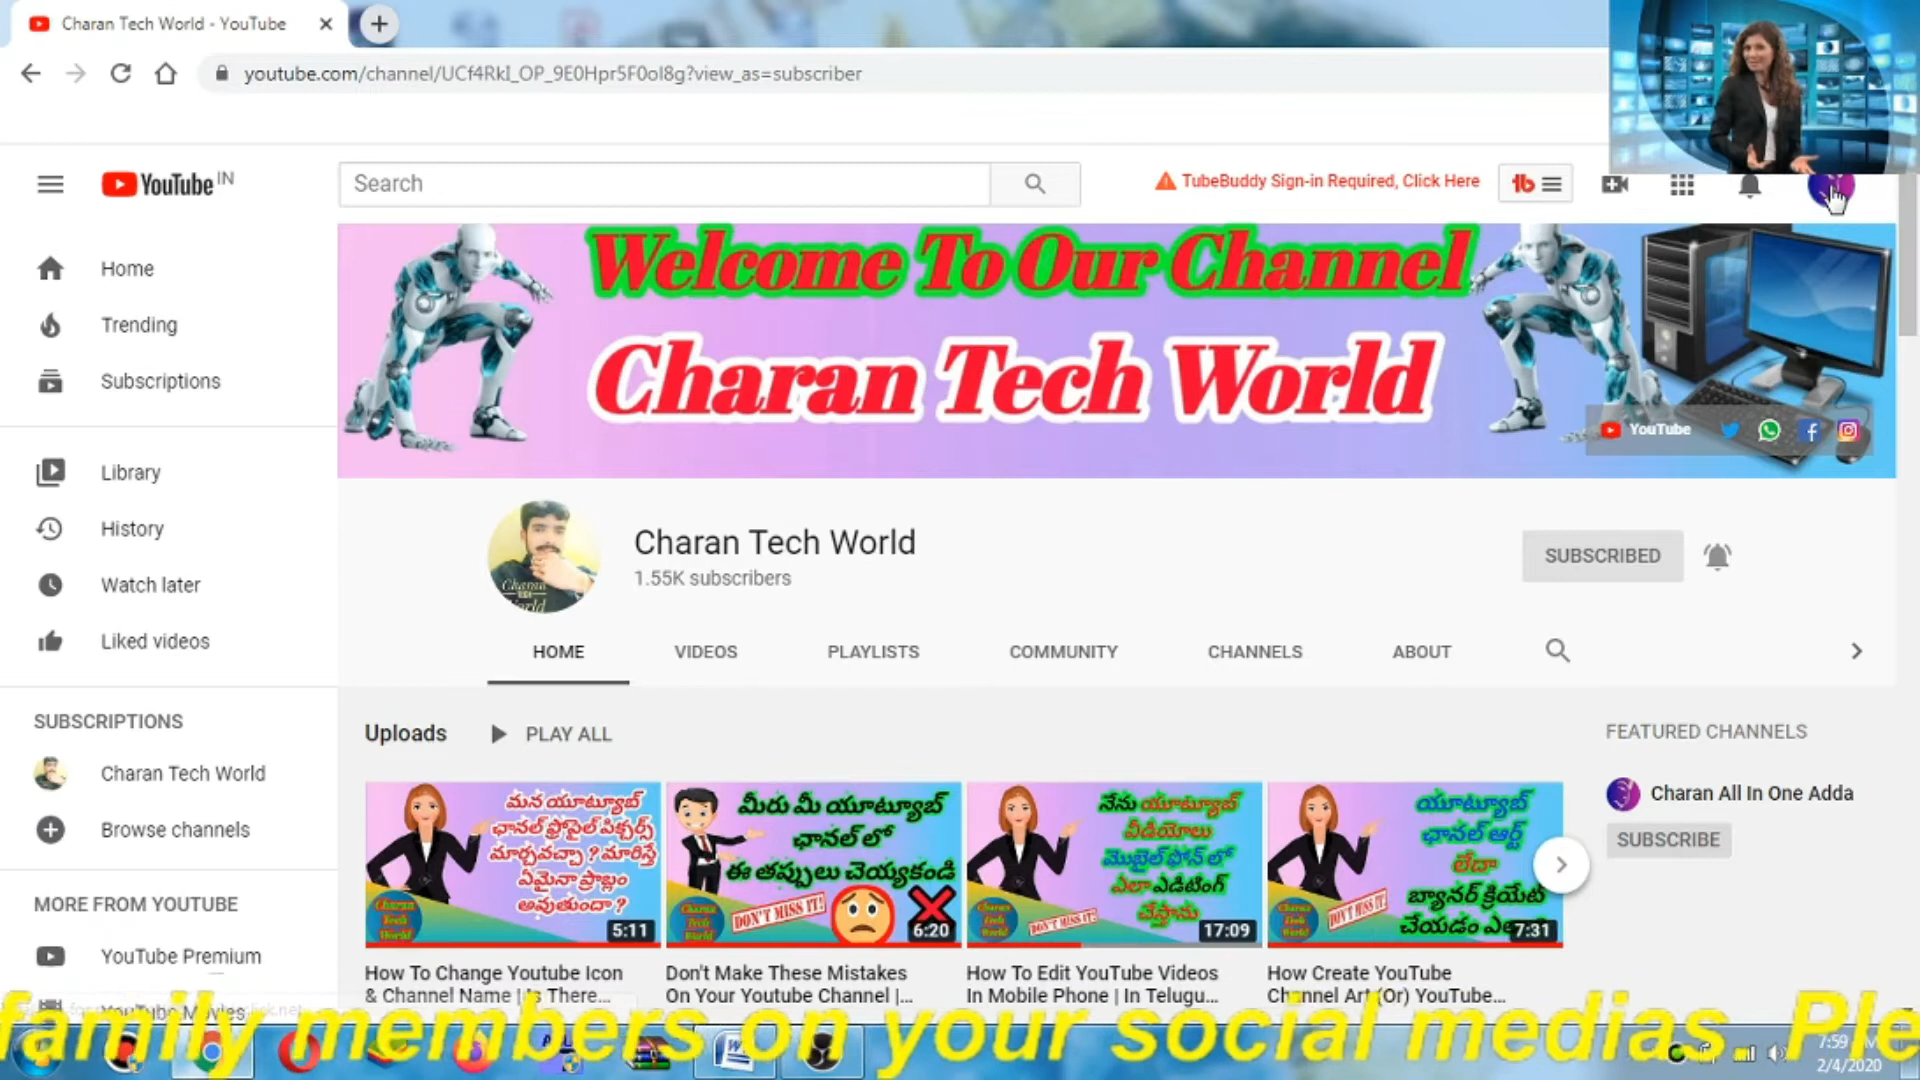 Charan Tech World - YouTube
youtube.com/channel/UCf4RkI_OP_9E0Hpr5F0oI8g?view_as=subscriber
YouTube IN
Search
TubeBuddy Sign-in Required, Click Here
Home
Trending
Subscriptions
Library
History
Watch later
Liked videos
SUBSCRIPTIONS
Charan Tech World
Browse channels
MORE FROM YOUTUBE
YouTube Premium
YouTube Movies
Welcome To Our Channel
Charan Tech World
YouTube
Charan Tech World
Charan Tech World
1.55K subscribers
SUBSCRIBED
HOME
VIDEOS
PLAYLISTS
COMMUNITY
CHANNELS
ABOUT
Uploads
PLAY ALL
FEATURED CHANNELS
Charan All In One Adda
SUBSCRIBE
మన యూట్యూబ్
ఛానల్ ప్రొఫైల్ పిక్చర్స్
మార్చవచ్చా ? మారిస్తే
ఏమైనా ప్రాబ్లం
అవుతుందా ?
Charan
Tech
World
5:11
How To Change Youtube Icon
& Channel Name | Is There...
మీరు మీ యూట్యూబ్
ఛానల్ లో
ఈ తప్పులు చెయ్యకండి
Charan
Tech
World
DON'T MISS IT!
6:20
Don't Make These Mistakes
On Your Youtube Channel |...
నేను యూట్యూబ్
వీడియోలు
మొబైల్ ఫోన్ లో
ఎలా ఎడిటింగ్
చేస్తాను
Charan
Tech
World
DON'T MISS IT!
17:09
How To Edit YouTube Videos
In Mobile Phone | In Telugu...
యూట్యూబ్
ఛానల్ ఆర్ట్
లేదా
బ్యానర్ క్రియేట్
చేయడం
Charan
Tech
World
DON'T MISS IT!
7:31
How Create YouTube
Channel Art (Or) YouTube...
family members on your social medias. Ple
7:59
2/4/2020